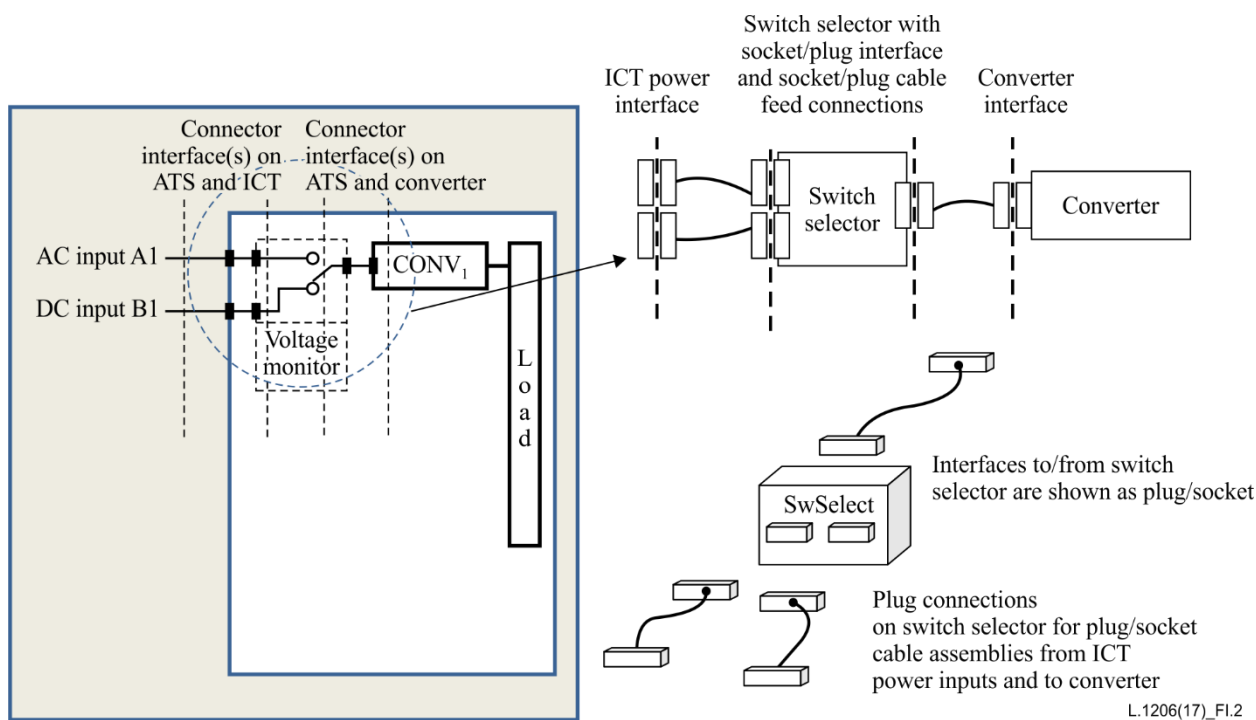 Connector
interface(s) on
ATS and ICT
Connector
interface(s) on
ATS and converter
AC input A1
DC input B1
CONV1
Voltage
monitor
Load
ICT power
interface
Switch selector with
socket/plug interface
and socket/plug cable
feed connections
Converter
interface
Switch
selector
Converter
Interfaces to/from switch
selector are shown as plug/socket
SwSelect
Plug connections
on switch selector for plug/socket
cable assemblies from ICT
power inputs and to converter
L.1206(17)_FI.2